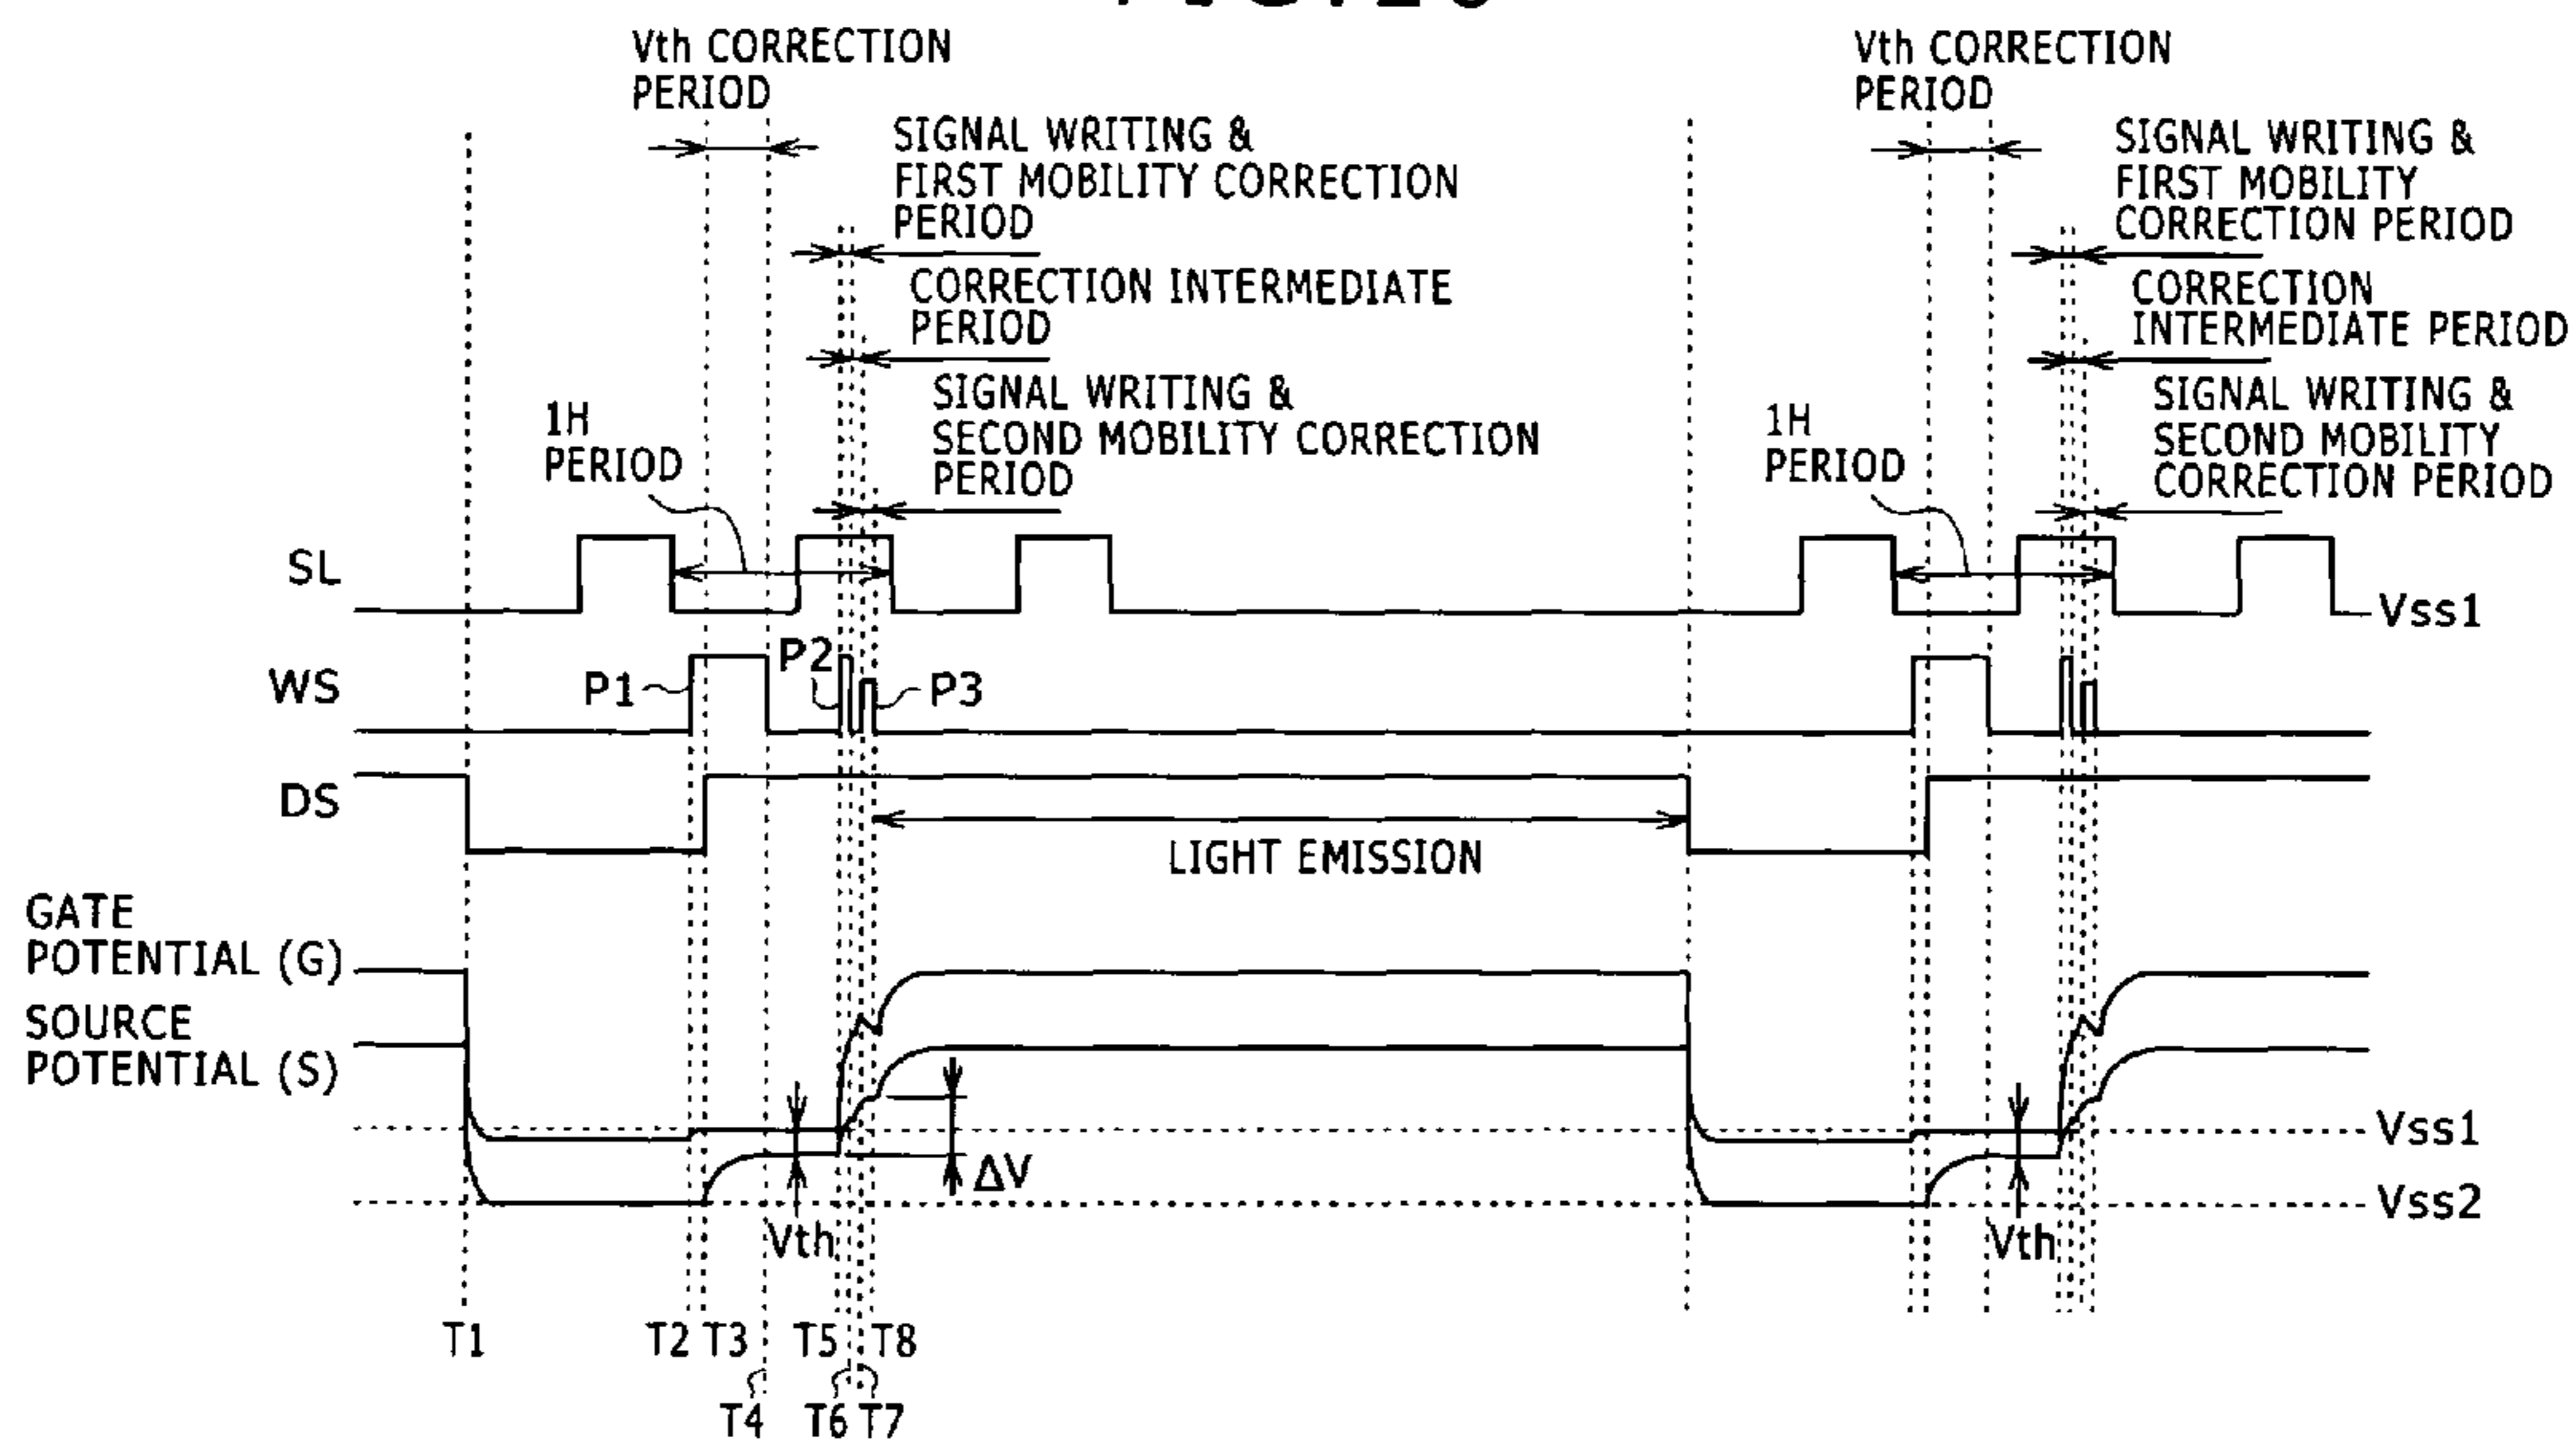 Vth CORRECTION
PERIOD
Vth CORRECTION
PERIOD
SIGNAL WRITING &
FIRST MOBILITY CORRECTION
PERIOD
SIGNAL WRITING &
FIRST MOBILITY
CORRECTION PERIOD
CORRECTION INTERMEDIATE
PERIOD
CORRECTION
INTERMEDIATE PERIOD
SIGNAL WRITING &
SECOND MOBILITY CORRECTION
PERIOD
SIGNAL WRITING &
SECOND MOBILITY
CORRECTION PERIOD
1H
PERIOD
1H
PERIOD
SL
Vss1
WS
P1
P2
P3
DS
LIGHT EMISSION
GATE
POTENTIAL (G)
SOURCE
POTENTIAL (S)
Vss1
ΔV
Vss2
Vth
Vth
T1
T2
T3
T5
T8
T4
T6
T7